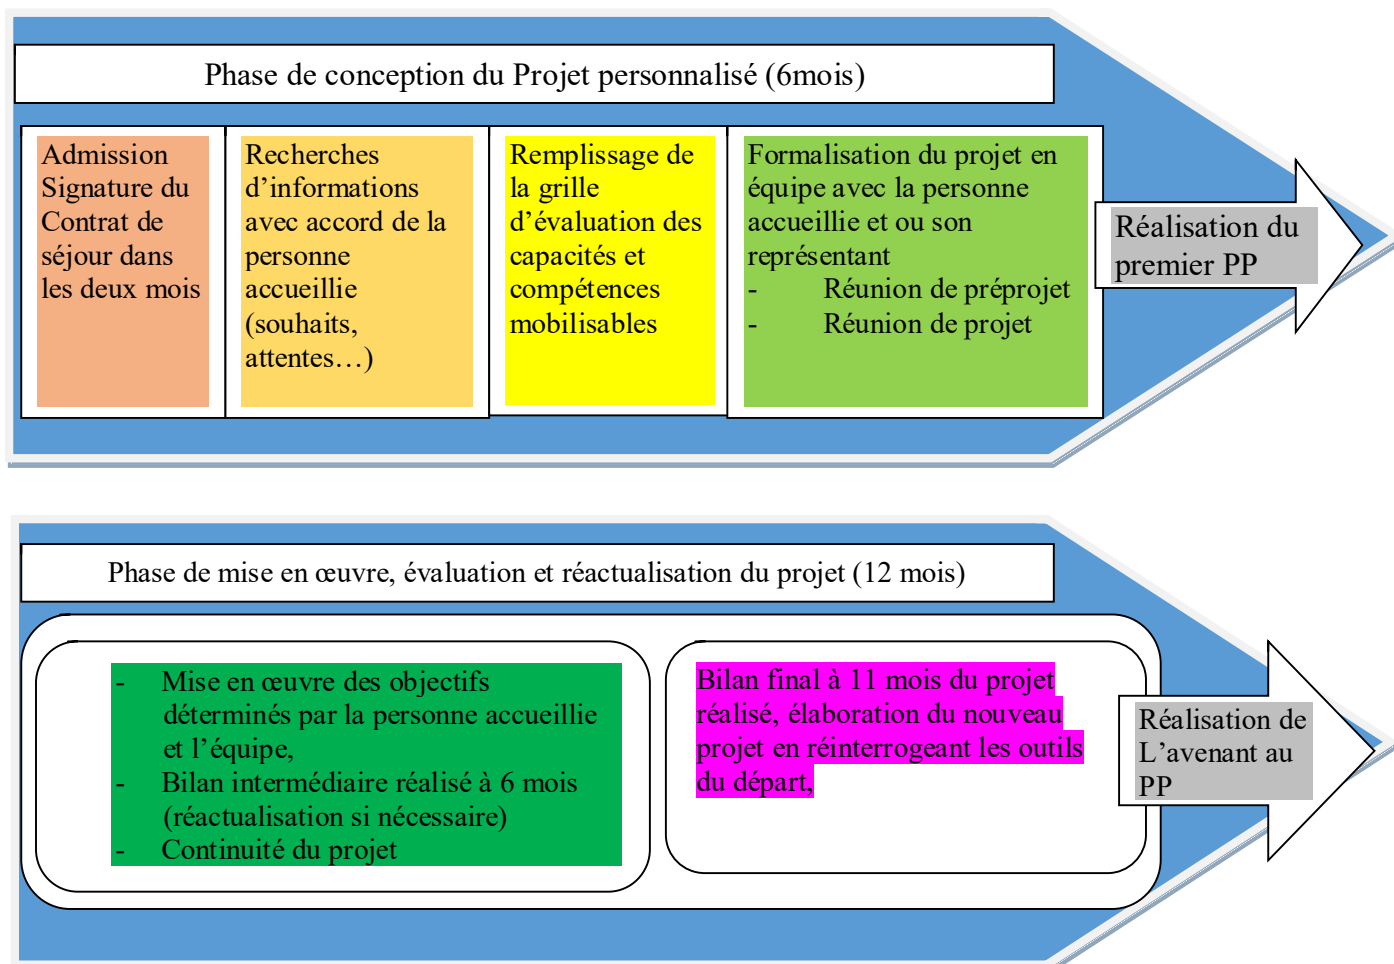 Phase de conception du Projet personnalisé (6mois)
Admission
Signature du
Contrat de
séjour dans
les deux mois
Recherches
d’informations
avec accord de la
personne
accueillie
(souhaits,
attentes…)
Remplissage de
la grille
d’évaluation des
capacités et
compétences
mobilisables
Formalisation du projet en
équipe avec la personne
accueillie et ou son
représentant
- Réunion de préprojet
- Réunion de projet
Réalisation du
premier PP
Phase de mise en œuvre, évaluation et réactualisation du projet (12 mois)
- Mise en œuvre des objectifs
déterminés par la personne accueillie
et l’équipe,
- Bilan intermédiaire réalisé à 6 mois
(réactualisation si nécessaire)
- Continuité du projet
Bilan final à 11 mois du projet
réalisé, élaboration du nouveau
projet en réinterrogeant les outils
du départ,
Réalisation de
L’avenant au
PP